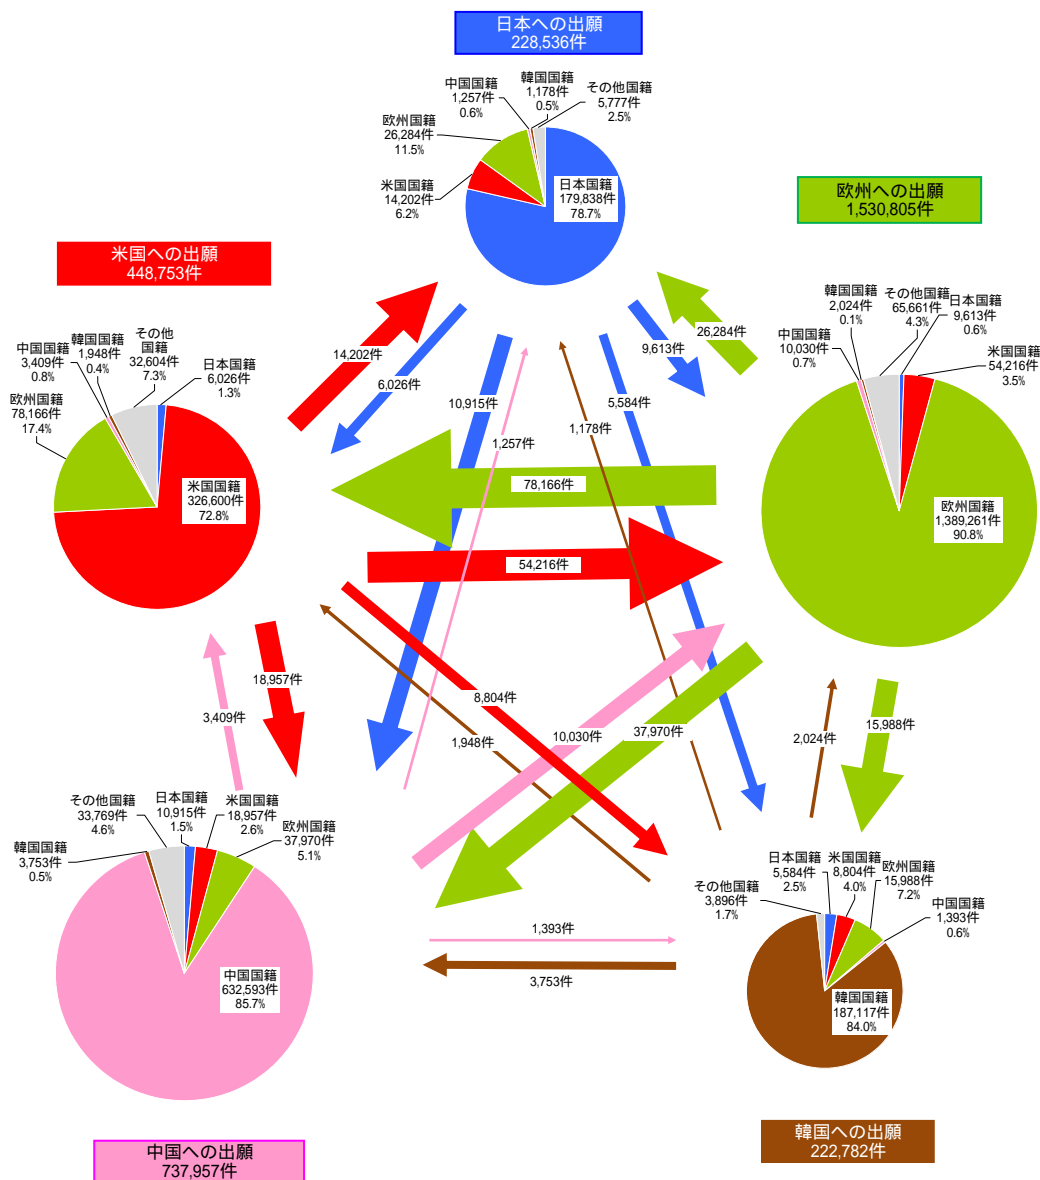 日本への出願
228,536件
中国国籍
1,257件
0.6%
韓国国籍
1,178件
0.5%
その他国籍
5,777件
2.5%
欧州国籍
26,284件
11.5%
米国国籍
14,202件
6.2%
日本国籍
179,838件
78.7%
欧州への出願
1,530,805件
韓国国籍
2,024件
0.1%
その他国籍
65,661件
4.3%
日本国籍
9,613件
0.6%
中国国籍
10,030件
0.7%
米国国籍
54,216件
3.5%
欧州国籍
1,389,261件
90.8%
米国への出願
448,753件
中国国籍
3,409件
0.8%
韓国国籍
1,948件
0.4%
その他
国籍
32,604件
7.3%
日本国籍
6,026件
1.3%
欧州国籍
78,166件
17.4%
米国国籍
326,600件
72.8%
14,202件
6,026件
10,915件
1,257件
5,584件
1,178件
9,613件
26,284件
78,166件
54,216件
18,957件
3,409件
8,804件
1,948件
10,030件
37,970件
2,024件
15,988件
1,393件
3,753件
その他国籍
33,769件
4.6%
日本国籍
10,915件
1.5%
米国国籍
18,957件
2.6%
欧州国籍
37,970件
5.1%
韓国国籍
3,753件
0.5%
中国国籍
632,593件
85.7%
中国への出願
737,957件
その他国籍
3,896件
1.7%
日本国籍
5,584件
2.5%
米国国籍
8,804件
4.0%
欧州国籍
15,988件
7.2%
中国国籍
1,393件
0.6%
韓国国籍
187,117件
84.0%
韓国への出願
222,782件